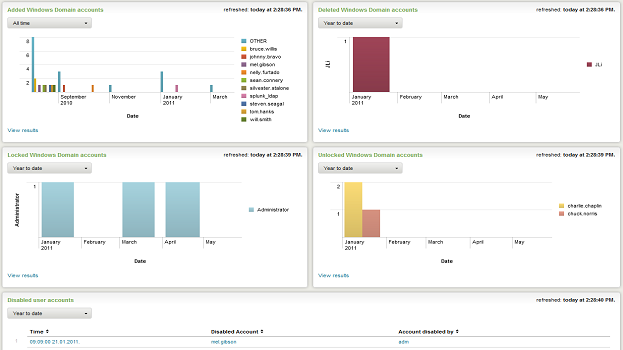 Added Windows Domain accounts
refreshed: today at 2:28:36 PM.
All time
8
6
4
2
September
2010
November
January
2011
March
Date
OTHER
bruce.willis
johnny.bravo
mel.gibson
nelly.furtado
sean.connery
silvester.stalone
splunk_ldap
steven.seagal
tom.hanks
will.smith
View results
Deleted Windows Domain accounts
refreshed: today at 2:28:36 PM.
Year to date
JLi
1
January
2011
February
March
April
May
Date
JLi
View results
Locked Windows Domain accounts
refreshed: today at 2:28:39 PM.
Year to date
Administrator
1
January
2011
February
March
April
May
Date
Administrator
View results
Unlocked Windows Domain accounts
refreshed: today at 2:28:39 PM.
Year to date
2
1
January
2011
February
March
April
May
Date
charlie.chaplin
chuck.norris
View results
Disabled user accounts
refreshed: today at 2:28:40 PM.
Year to date
Time Disabled Account Account disabled by
1 09:09:00 21.01.2011. mel.gibson adm